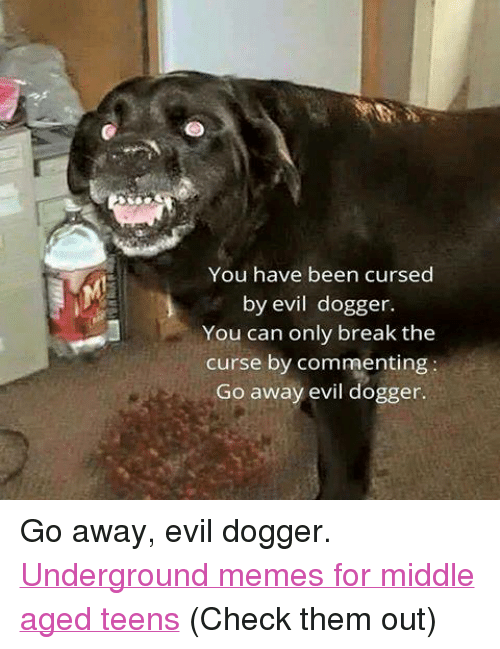 You have been cursed
by evil dogger.
You can only break the
curse by commenting:
Go away evil dogger.
Go away, evil dogger.
Underground memes for middle
aged teens (Check them out)